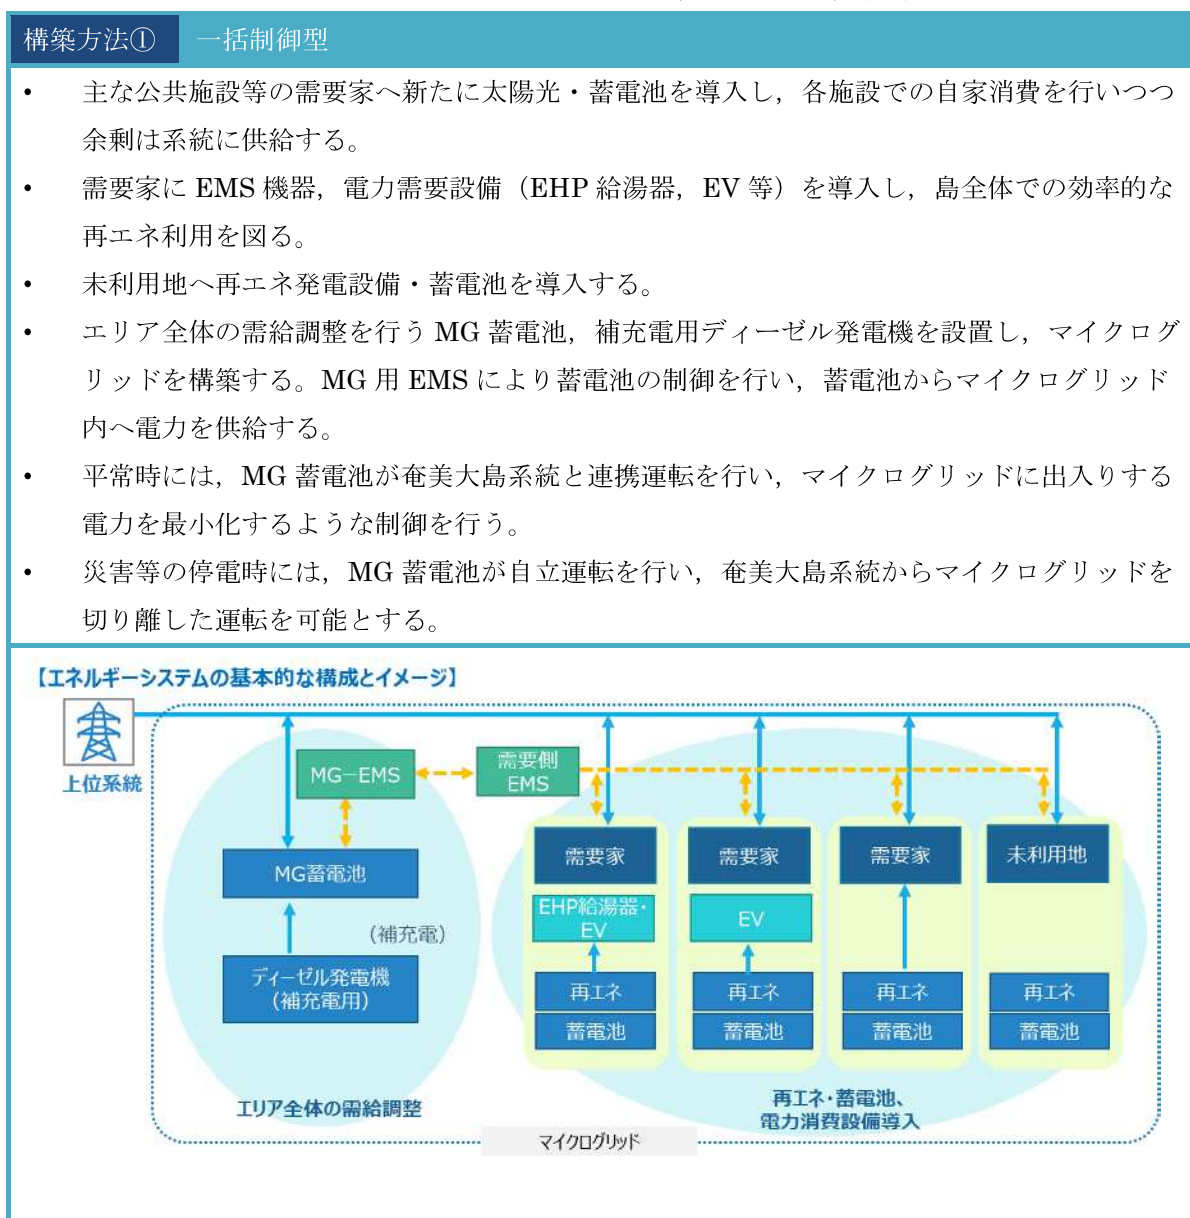 構築方法① 一括制御型
• 主な公共施設等の需要家へ新たに太陽光・蓄電池を導入し，各施設での自家消費を行いつつ
余剰は系統に供給する。
• 需要家に EMS 機器，電力需要設備（EHP 給湯器，EV 等）を導入し，島全体での効率的な
再エネ利用を図る。
• 未利用地へ再エネ発電設備・蓄電池を導入する。
• エリア全体の需給調整を行う MG 蓄電池，補充電用ディーゼル発電機を設置し，マイクログ
リッドを構築する。MG 用 EMS により蓄電池の制御を行い，蓄電池からマイクログリッド
内へ電力を供給する。
• 平常時には，MG 蓄電池が奄美大島系統と連携運転を行い，マイクログリッドに出入りする
電力を最小化するような制御を行う。
• 災害等の停電時には，MG 蓄電池が自立運転を行い，奄美大島系統からマイクログリッドを
切り離した運転を可能とする。
【エネルギーシステムの基本的な構成とイメージ】
上位系統
MG－EMS
需要側
EMS
MG蓄電池
（補充電）
ディーゼル発電機
（補充電用）
エリア全体の需給調整
需要家
EHP給湯器・
EV
再エネ
蓄電池
需要家
EV
再エネ
蓄電池
需要家
再エネ
蓄電池
未利用地
再エネ
蓄電池
再エネ・蓄電池、
電力消費設備導入
マイクログリッド